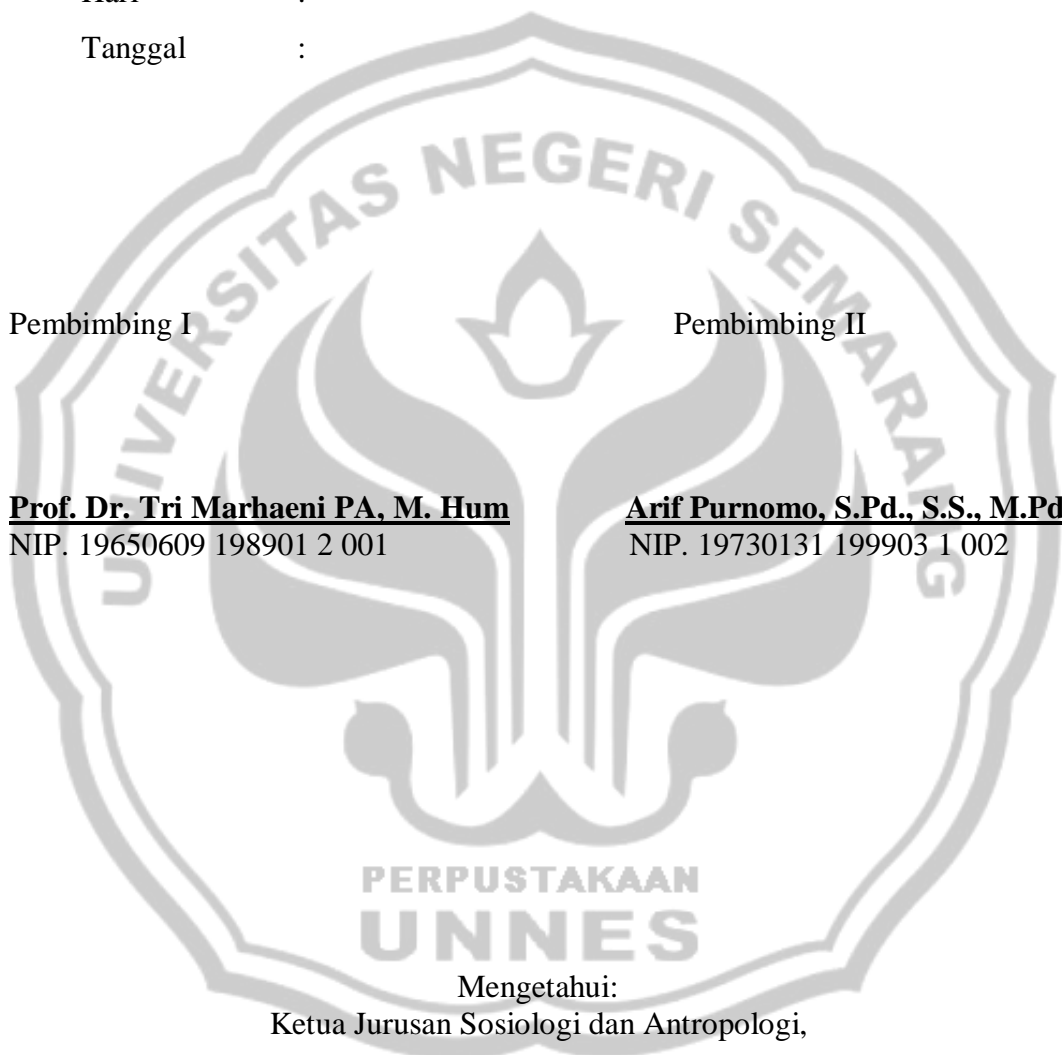 Hari :
Tanggal :
UNIVERSITAS NEGERI SEMARANG
Pembimbing I Pembimbing II
Prof. Dr. Tri Marhaeni PA, M. Hum Arif Purnomo, S.Pd., S.S., M.Pd
NIP. 19650609 198901 2 001 NIP. 19730131 199903 1 002
PERPUSTAKAAN
UNNES
Mengetahui:
Ketua Jurusan Sosiologi dan Antropologi,